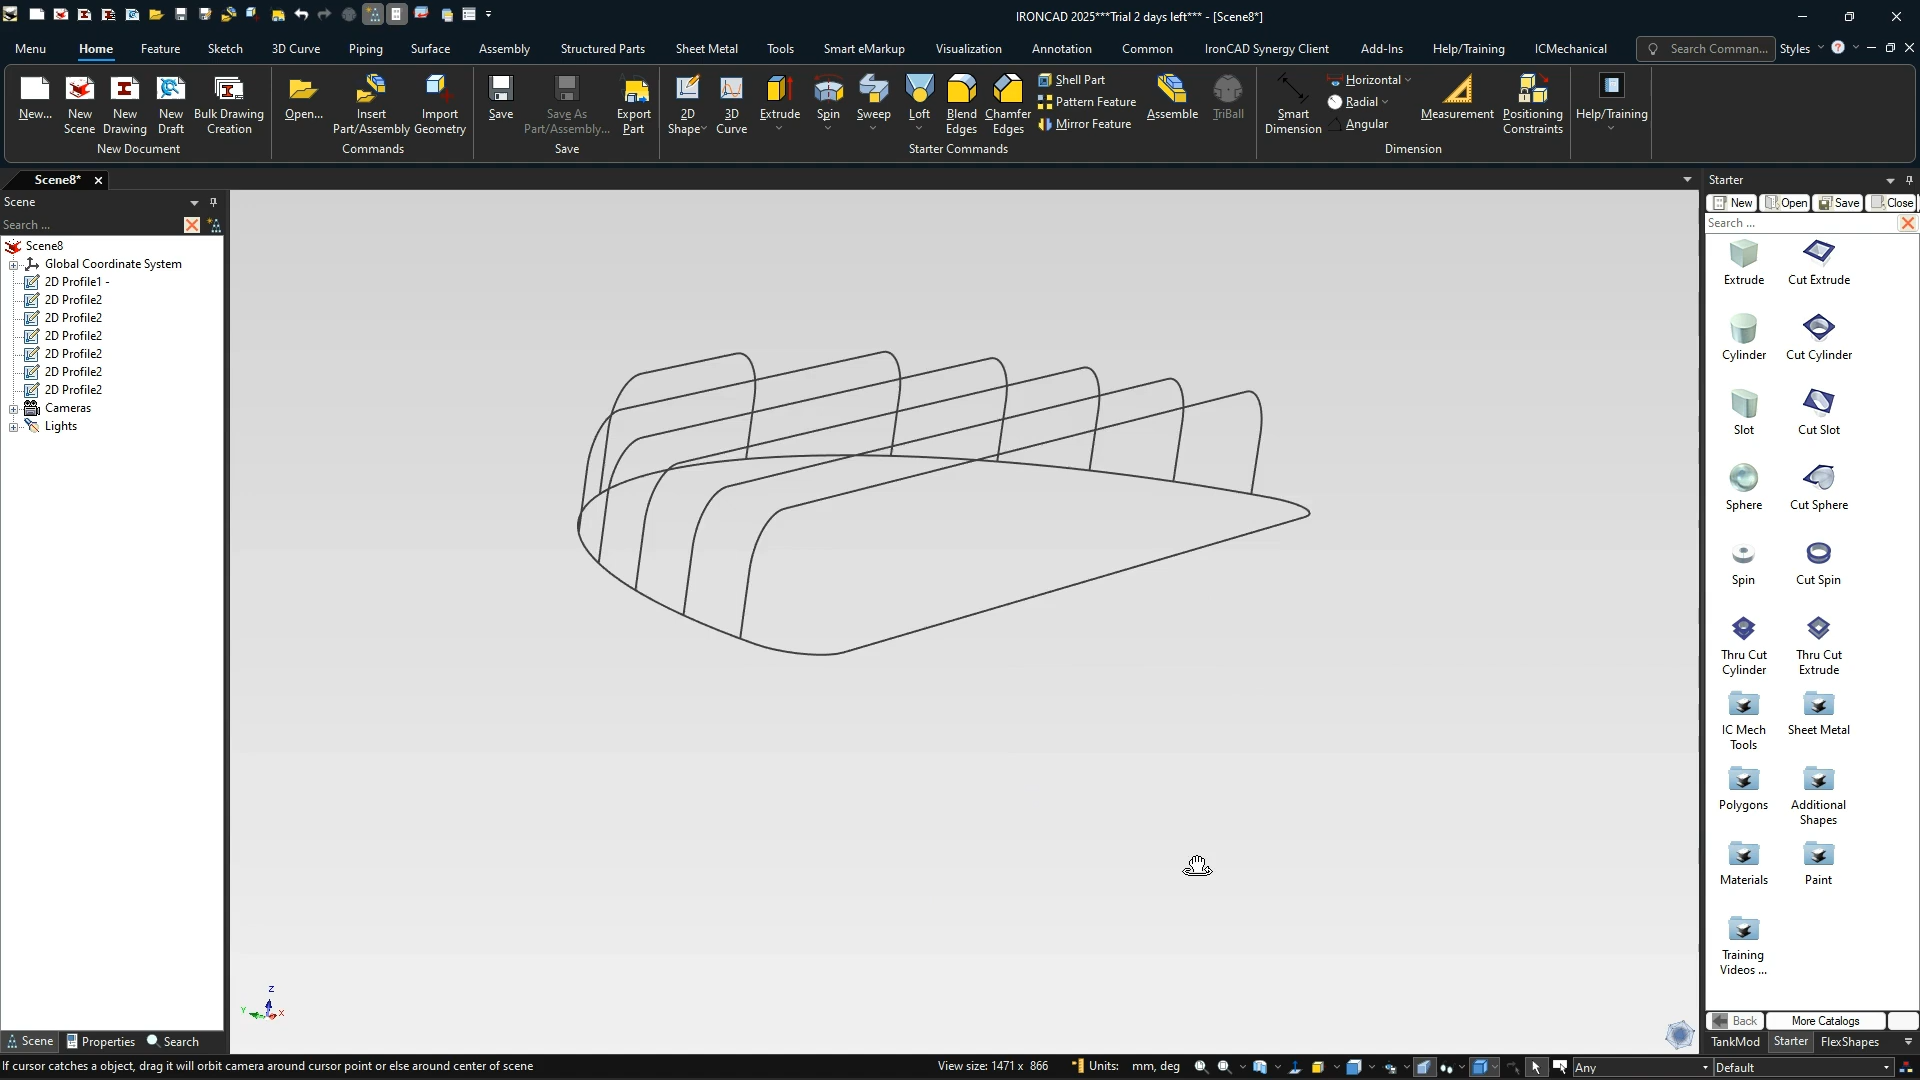 IRONCAD 2025***Trial 2 days left*** - [Scene8*]
Menu Home Feature Sketch 3D Curve Piping Surface Assembly Structured Parts Sheet Metal Tools Smart eMarkup Visualization Annotation Common IronCAD Synergy Client Add-Ins Help/Training ICMechanical Search Comman... Styles
New... New Scene New Drawing New Draft Bulk Drawing Creation
New Document
Open... Insert Part/Assembly Import Geometry
Commands
Save Save As Part/Assembly... Export Part
Save
2D Shape 3D Curve Extrude Spin Sweep Loft Blend Edges Chamfer Edges
Shell Part
Pattern Feature
Mirror Feature
Assemble TriBall
Starter Commands
Smart Dimension
Horizontal
Radial
Angular
Measurement Positioning Constraints
Dimension
Help/Training
Scene8*
Scene
Search ...
Scene8
Global Coordinate System
2D Profile1 -
2D Profile2
2D Profile2
2D Profile2
2D Profile2
2D Profile2
2D Profile2
Cameras
Lights
Z
Y
X
Scene Properties Search
Starter
New Open Save Close
Search ...
Extrude Cut Extrude
Cylinder Cut Cylinder
Slot Cut Slot
Sphere Cut Sphere
Spin Cut Spin
Thru Cut Cylinder Thru Cut Extrude
IC Mech Tools Sheet Metal
Polygons Additional Shapes
Materials Paint
Training Videos ...
Back More Catalogs
TankMod Starter FlexShapes
If cursor catches a object, drag it will orbit camera around cursor point or else around center of scene
View size: 1471 x 866 Units: mm, deg Any Default